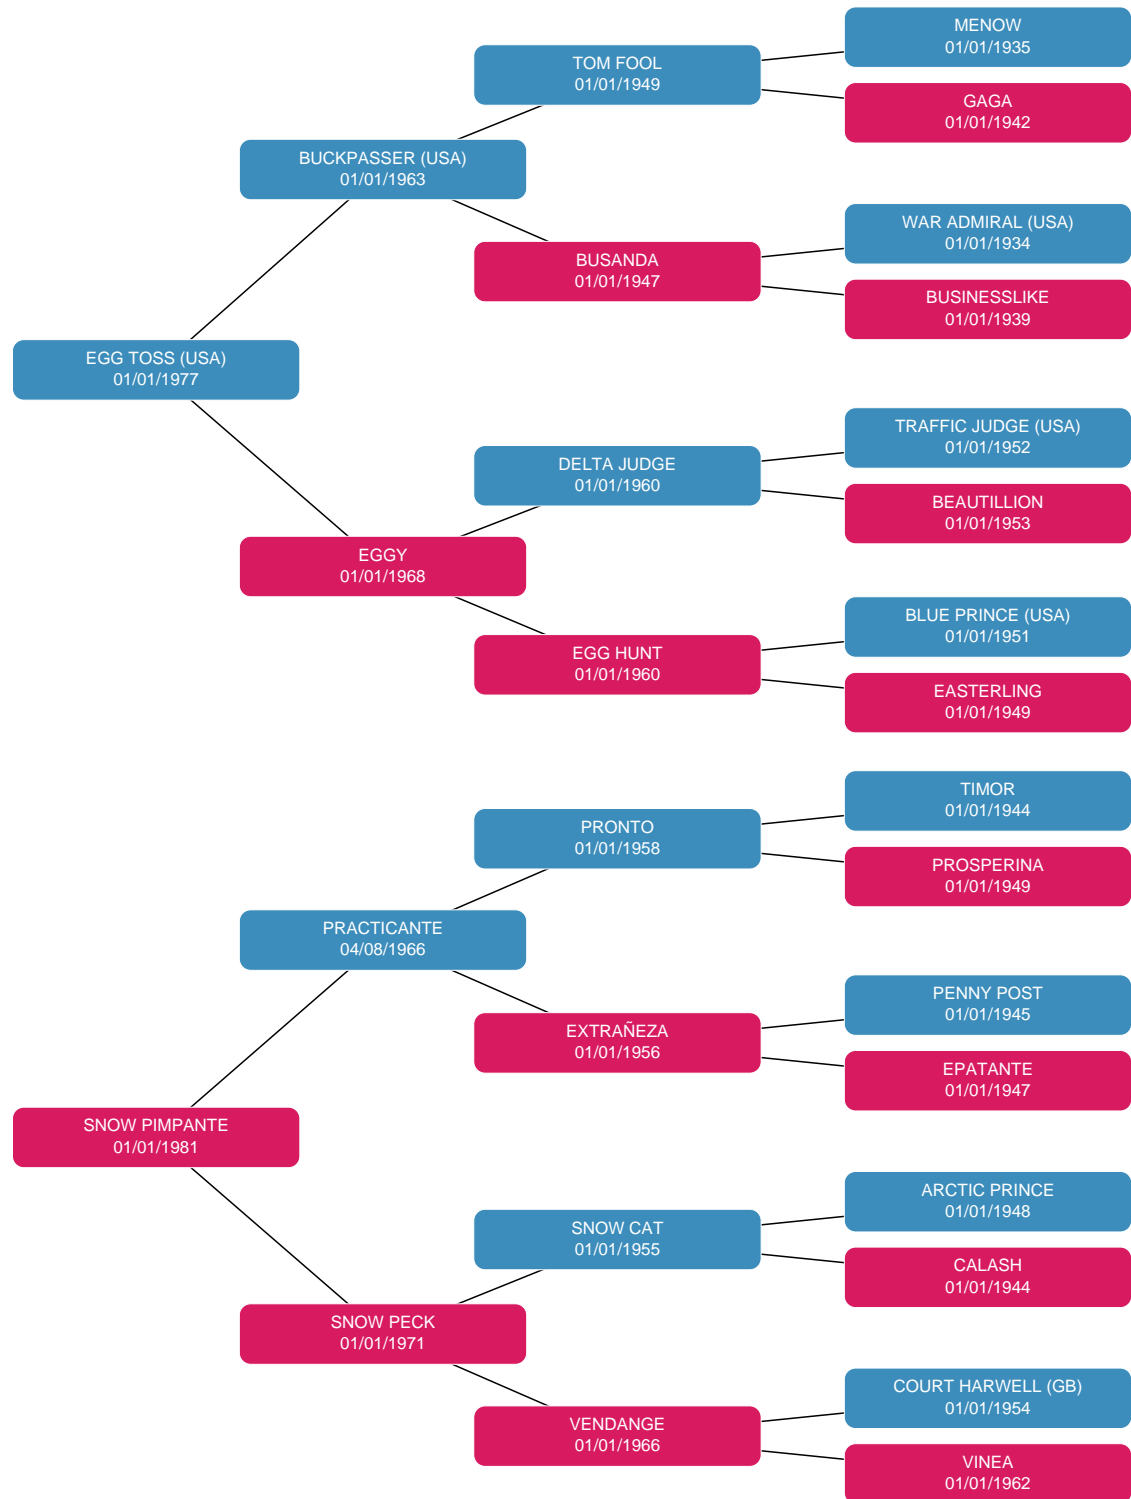 MENOW
01/01/1935
TOM FOOL
01/01/1949
GAGA
01/01/1942
BUCKPASSER (USA)
01/01/1963
WAR ADMIRAL (USA)
01/01/1934
BUSANDA
01/01/1947
BUSINESSLIKE
01/01/1939
EGG TOSS (USA)
01/01/1977
TRAFFIC JUDGE (USA)
01/01/1952
DELTA JUDGE
01/01/1960
BEAUTILLION
01/01/1953
EGGY
01/01/1968
BLUE PRINCE (USA)
01/01/1951
EGG HUNT
01/01/1960
EASTERLING
01/01/1949
TIMOR
01/01/1944
PRONTO
01/01/1958
PROSPERINA
01/01/1949
PRACTICANTE
04/08/1966
PENNY POST
01/01/1945
EXTRAÑEZA
01/01/1956
EPATANTE
01/01/1947
SNOW PIMPANTE
01/01/1981
ARCTIC PRINCE
01/01/1948
SNOW CAT
01/01/1955
CALASH
01/01/1944
SNOW PECK
01/01/1971
COURT HARWELL (GB)
01/01/1954
VENDANGE
01/01/1966
VINEA
01/01/1962